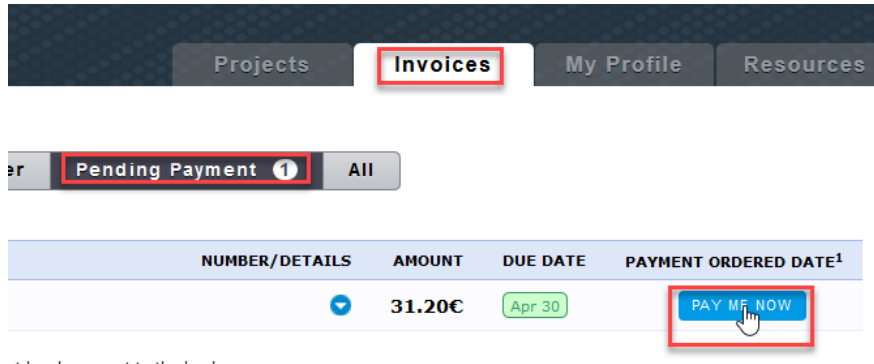 Projects Invoices My Profile Resources
Pending Payment 1 All
NUMBER/DETAILS AMOUNT DUE DATE PAYMENT ORDERED DATE¹
31.20€ Apr 30 PAY ME NOW